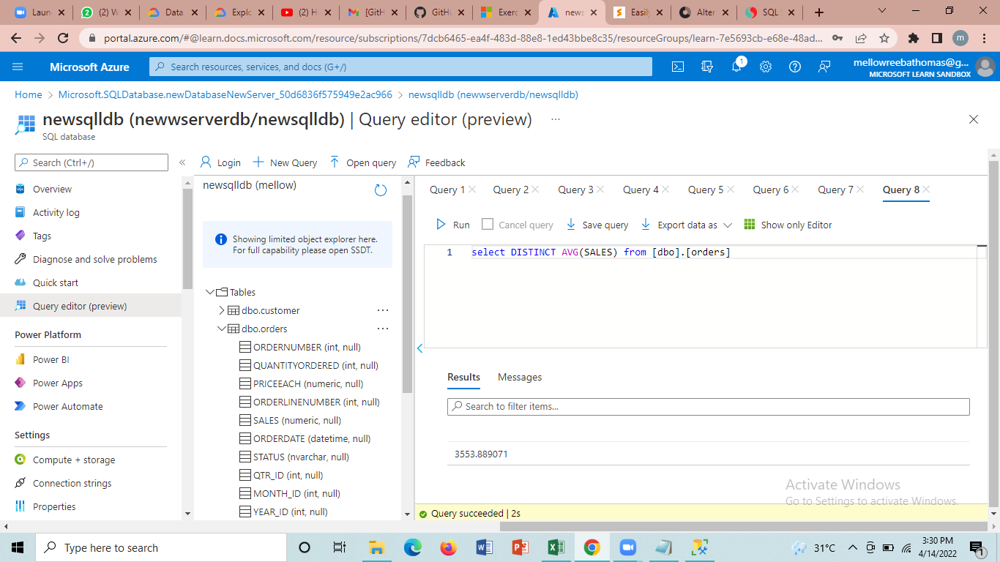 Laun
(2) W
Data
Explo
(2) H
[GitH
GitHu
Exerc
news
Easily
Alter
SQL
portal.azure.com/#@learn.docs.microsoft.com/resource/subscriptions/7dcb6465-ea4f-483d-88e8-1ed43bbe8c35/resourceGroups/learn-7e5693cb-e68e-48ad...
m
Microsoft Azure
Search resources, services, and docs (G+/)
1
mellowreebathomas@g...
MICROSOFT LEARN SANDBOX
Home > Microsoft.SQLDatabase.newDatabaseNewServer_50d6836f575949e2ac966 > newsqlldb (newwserverdb/newsqlldb)
newsqlldb (newwserverdb/newsqlldb) | Query editor (preview) ...
SQL database
Search (Ctrl+/)
Login
New Query
Open query
Feedback
Overview
Activity log
Tags
Diagnose and solve problems
Quick start
Query editor (preview)
Power Platform
Power BI
Power Apps
Power Automate
Settings
Compute + storage
Connection strings
Properties
newsqlldb (mellow)
Showing limited object explorer here.
For full capability please open SSDT.
Tables
dbo.customer ...
dbo.orders ...
ORDERNUMBER (int, null)
QUANTITYORDERED (int, null)
PRICEEACH (numeric, null)
ORDERLINENUMBER (int, null)
SALES (numeric, null)
ORDERDATE (datetime, null)
STATUS (nvarchar, null)
QTR_ID (int, null)
MONTH_ID (int, null)
YEAR_ID (int, null)
Query 1
Query 2
Query 3
Query 4
Query 5
Query 6
Query 7
Query 8
Run
Cancel query
Save query
Export data as
Show only Editor
1 select DISTINCT AVG(SALES) from [dbo].[orders]
Results
Messages
Search to filter items...
3553.889071
Activate Windows
Go to Settings to activate Windows.
Query succeeded | 2s
Type here to search
31°C
3:30 PM
4/14/2022
1